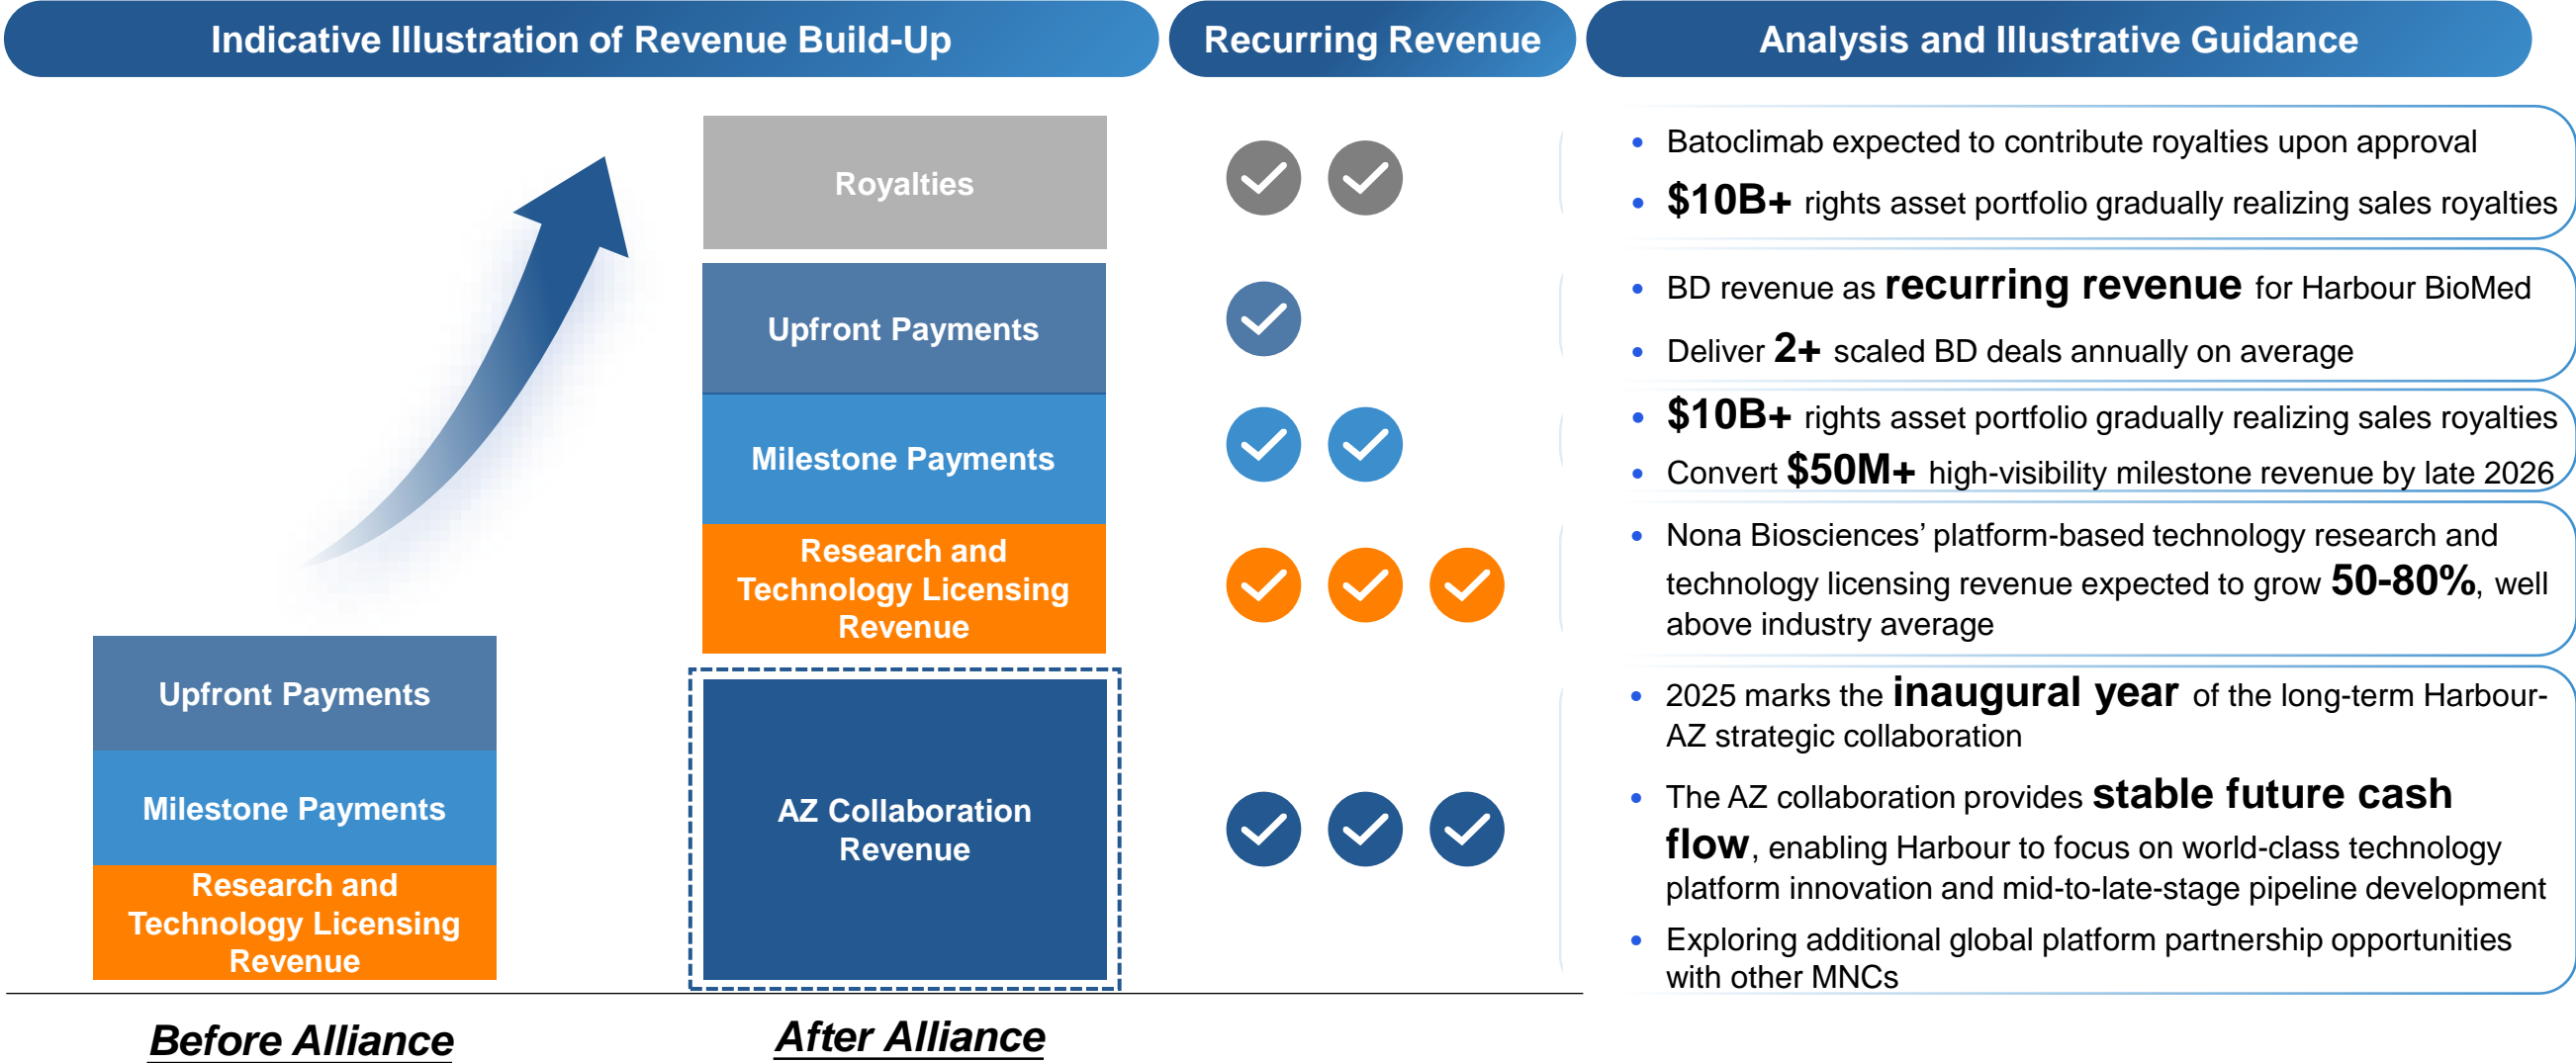 Indicative Illustration of Revenue Build-Up
Recurring Revenue
Analysis and Illustrative Guidance
Royalties
Upfront Payments
Milestone Payments
Research and
Technology Licensing
Revenue
AZ Collaboration
Revenue
Upfront Payments
Milestone Payments
Research and
Technology Licensing
Revenue
Before Alliance
After Alliance
• Batoclimab expected to contribute royalties upon approval
• $10B+ rights asset portfolio gradually realizing sales royalties
• BD revenue as recurring revenue for Harbour BioMed
• Deliver 2+ scaled BD deals annually on average
• $10B+ rights asset portfolio gradually realizing sales royalties
• Convert $50M+ high-visibility milestone revenue by late 2026
• Nona Biosciences’ platform-based technology research and
technology licensing revenue expected to grow 50-80%, well
above industry average
• 2025 marks the inaugural year of the long-term Harbour-
AZ strategic collaboration
• The AZ collaboration provides stable future cash
flow, enabling Harbour to focus on world-class technology
platform innovation and mid-to-late-stage pipeline development
• Exploring additional global platform partnership opportunities
with other MNCs